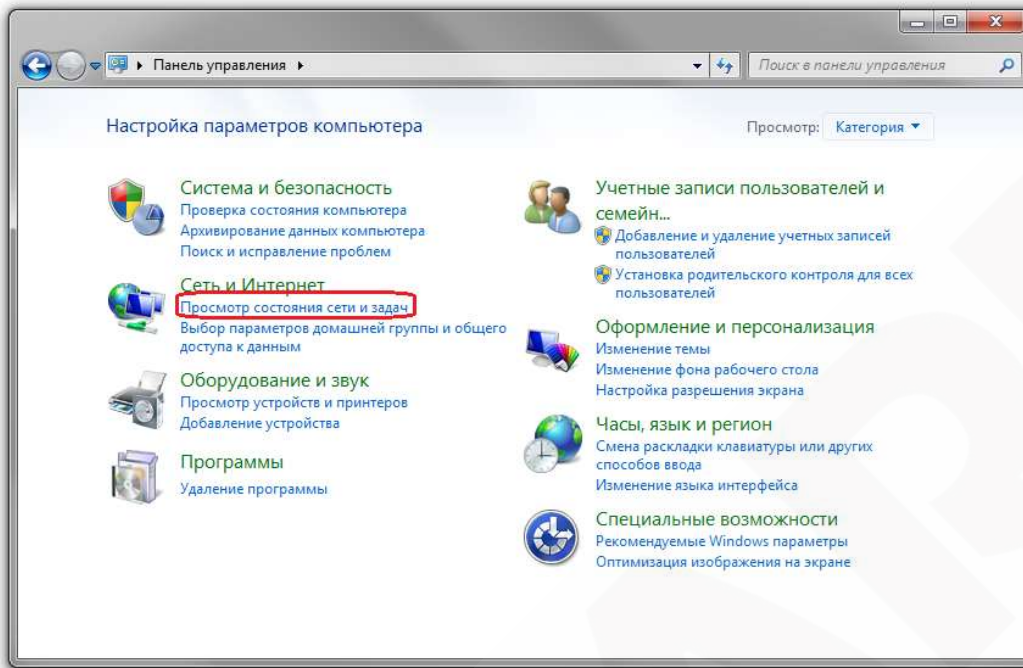 Панель управления
Поиск в панели управления
Настройка параметров компьютера
Просмотр: Категория
Система и безопасность
Проверка состояния компьютера
Архивирование данных компьютера
Поиск и исправление проблем
Сеть и Интернет
Просмотр состояния сети и задач
Выбор параметров домашней группы и общего
доступа к данным
Оборудование и звук
Просмотр устройств и принтеров
Добавление устройства
Программы
Удаление программы
Учетные записи пользователей и
семейн...
Добавление и удаление учетных записей
пользователей
Установка родительского контроля для всех
пользователей
Оформление и персонализация
Изменение темы
Изменение фона рабочего стола
Настройка разрешения экрана
Часы, язык и регион
Смена раскладки клавиатуры или других
способов ввода
Изменение языка интерфейса
Специальные возможности
Рекомендуемые Windows параметры
Оптимизация изображения на экране